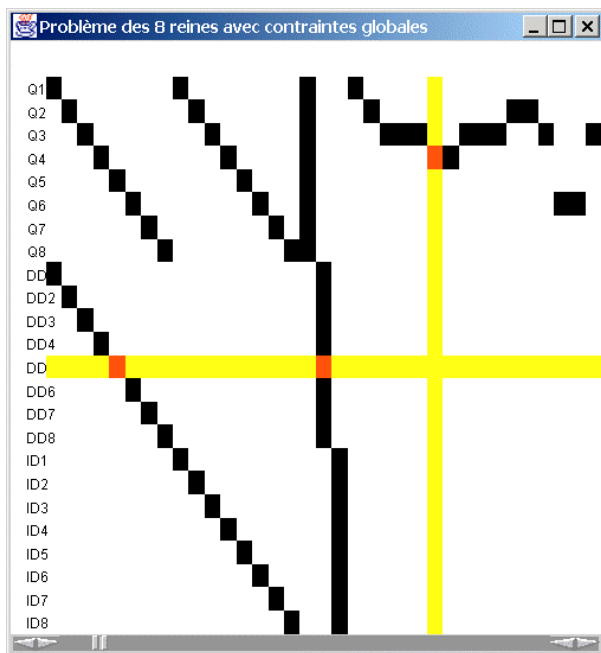 Problème des 8 reines avec contraintes globales
Q1
Q2
Q3
Q4
Q5
Q6
Q7
Q8
DD
DD2
DD3
DD4
DD
DD6
DD7
DD8
ID1
ID2
ID3
ID4
ID5
ID6
ID7
ID8